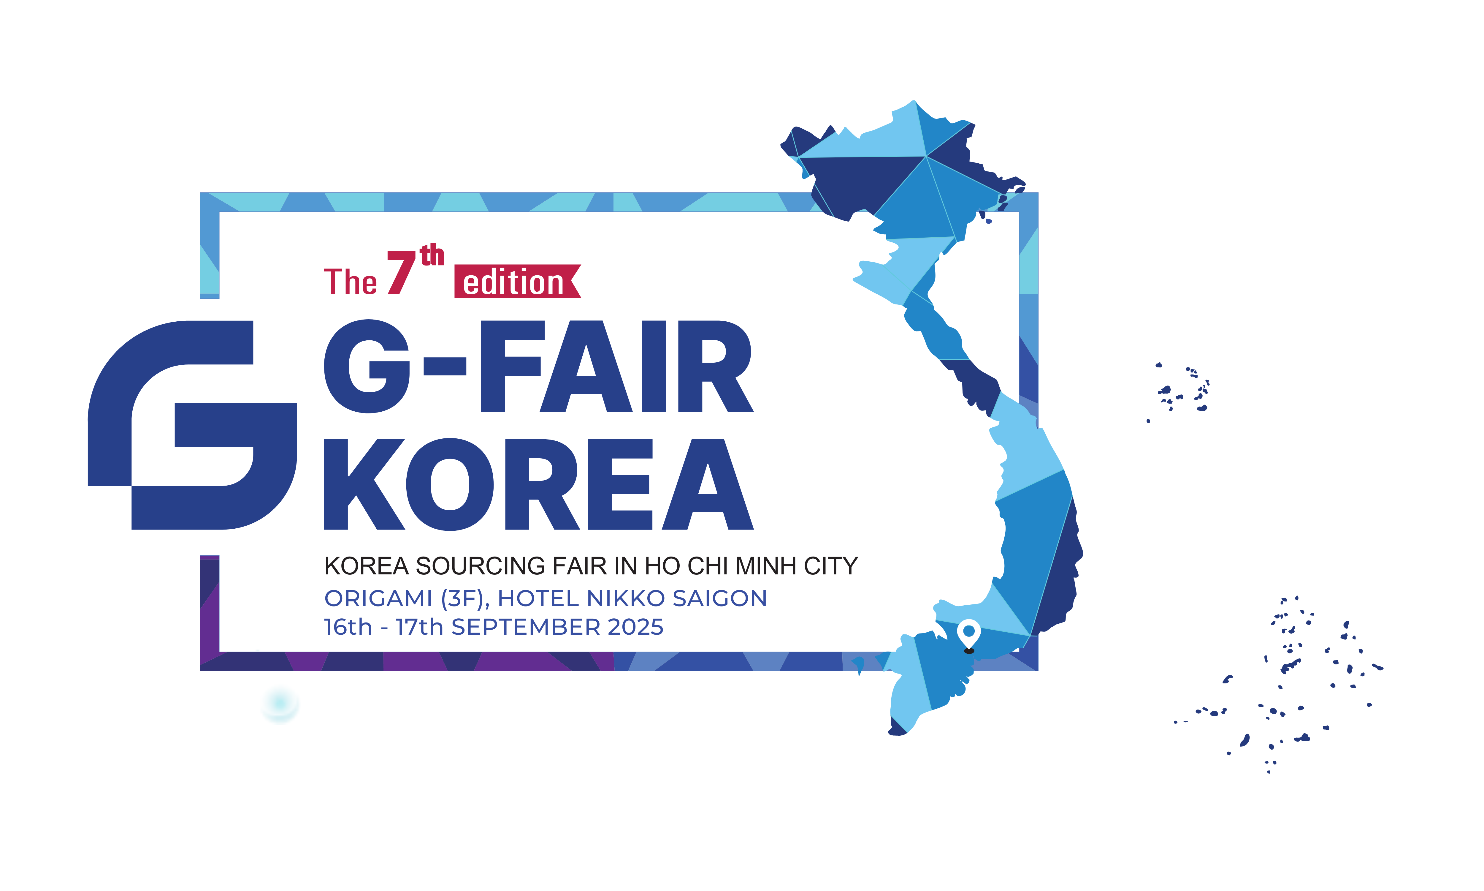 The 7th edition
G-FAIR
KOREA
KOREA SOURCING FAIR IN HO CHI MINH CITY
ORIGAMI (3F), HOTEL NIKKO SAIGON
16th - 17th SEPTEMBER 2025